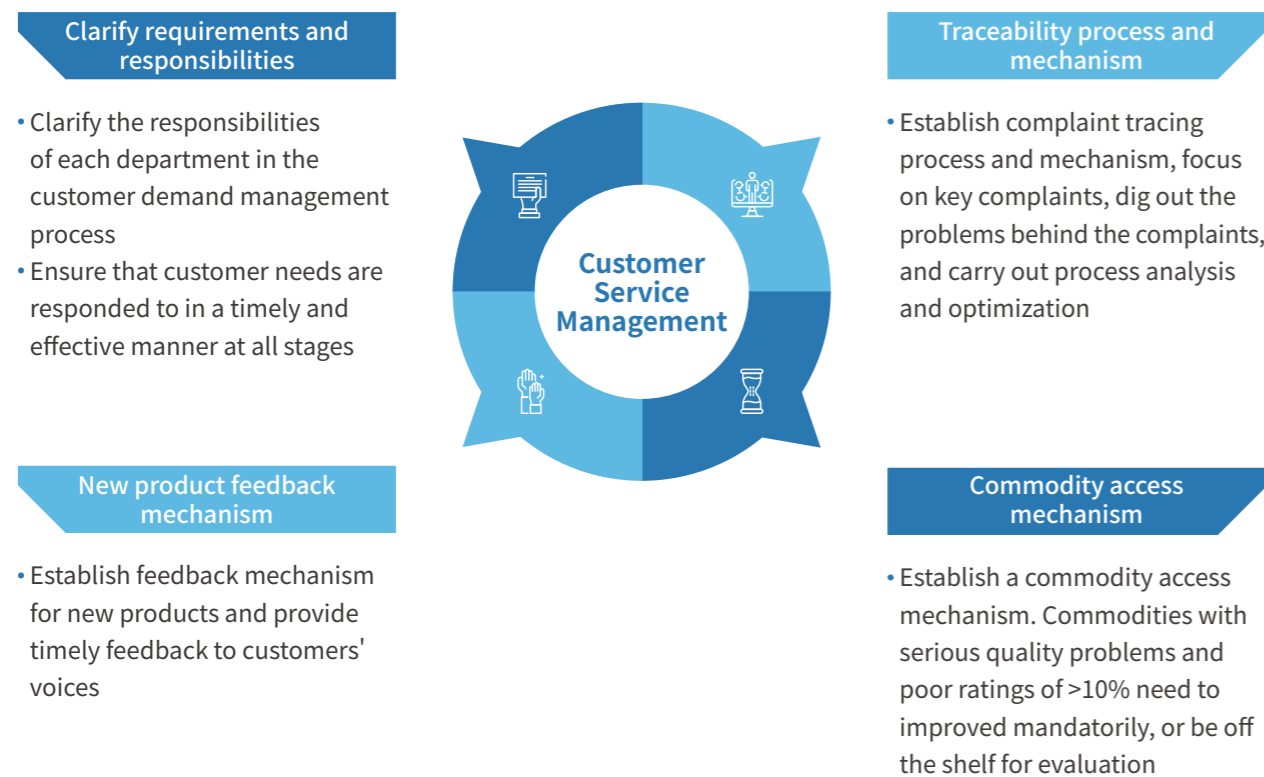 Clarify requirements and
responsibilities
• Clarify the responsibilities
of each department in the
customer demand management
process
• Ensure that customer needs are
responded to in a timely and
effective manner at all stages
Traceability process and
mechanism
• Establish complaint tracing
process and mechanism, focus
on key complaints, dig out the
problems behind the complaints,
and carry out process analysis
and optimization
Customer
Service
Management
New product feedback
mechanism
• Establish feedback mechanism
for new products and provide
timely feedback to customers'
voices
Commodity access
mechanism
• Establish a commodity access
mechanism. Commodities with
serious quality problems and
poor ratings of >10% need to
improved mandatorily, or be off
the shelf for evaluation